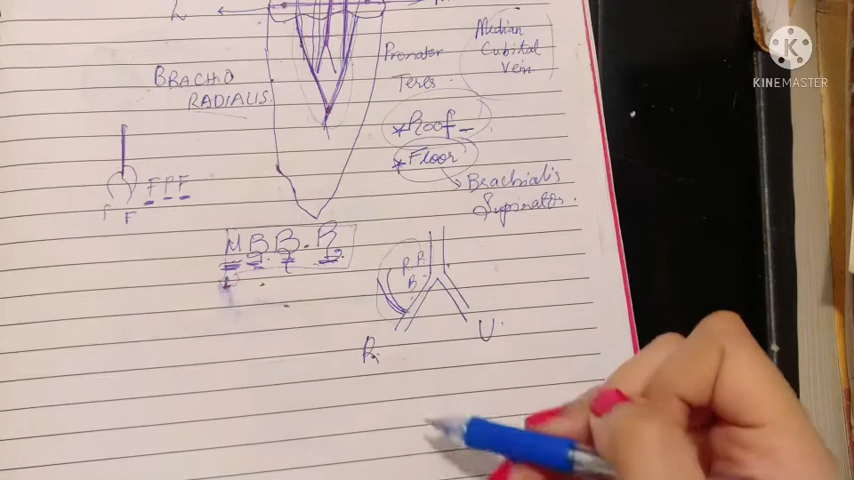 L
Median
Cubital
Vein
Pronator
Teres
BRACHIO
RADIALIS
*Roof
*Floor
Brachialis
Supinator.
F P F
F F
M B B . R
R R
B
R.
U
K
KINEMASTER